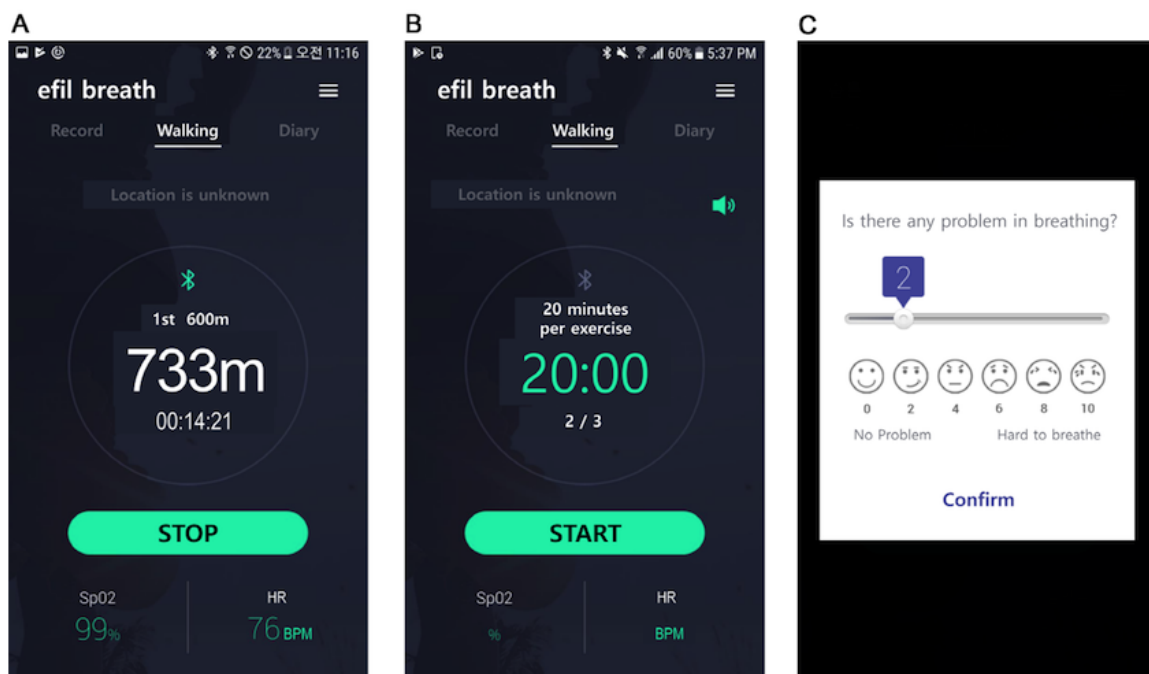 A
22% 오전 11:16
efil breath
Record Walking Diary
Location is unknown
1st 600m
733m
00:14:21
STOP
Sp02 HR
99% 76 BPM
B
60% 5:37 PM
efil breath
Record Walking Diary
Location is unknown
20 minutes
per exercise
20:00
2 / 3
START
Sp02 HR
% BPM
C
Is there any problem in breathing?
2
0 2 4 6 8 10
No Problem Hard to breathe
Confirm